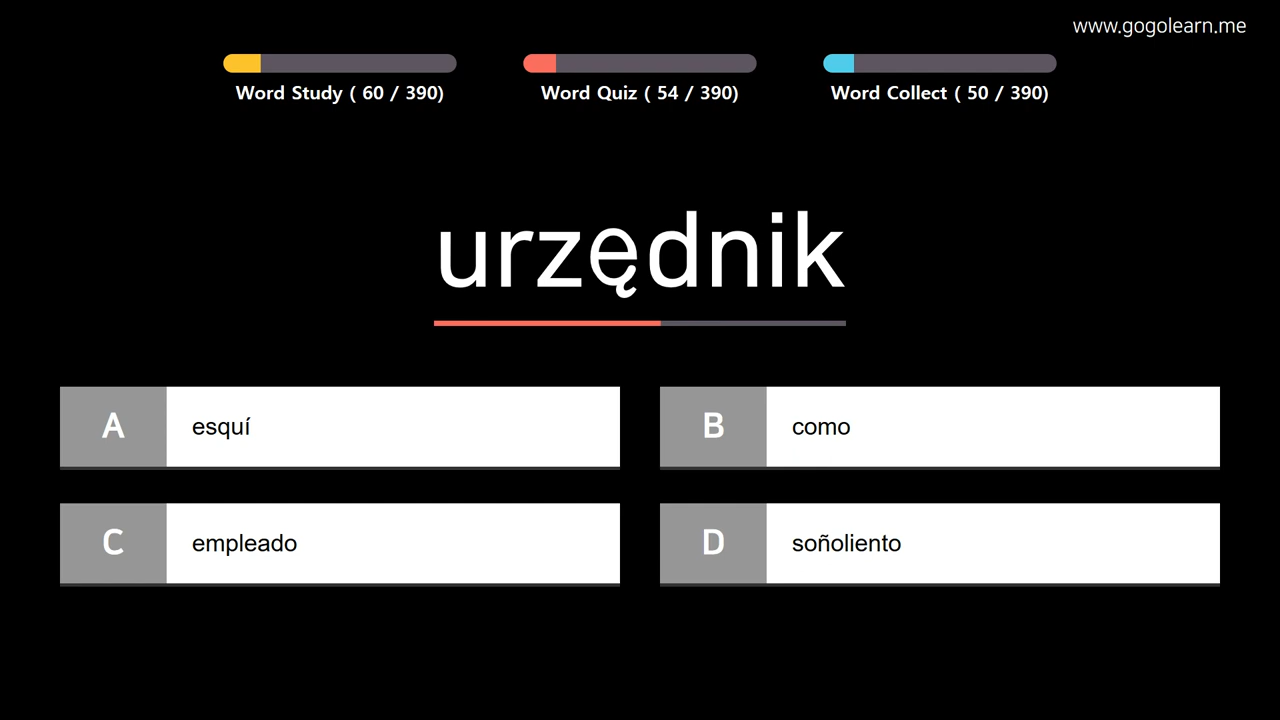 www.gogolearn.me
Word Study ( 60 / 390)
Word Quiz ( 54 / 390)
Word Collect ( 50 / 390)
urzędnik
A
esquí
B
como
C
empleado
D
soñoliento